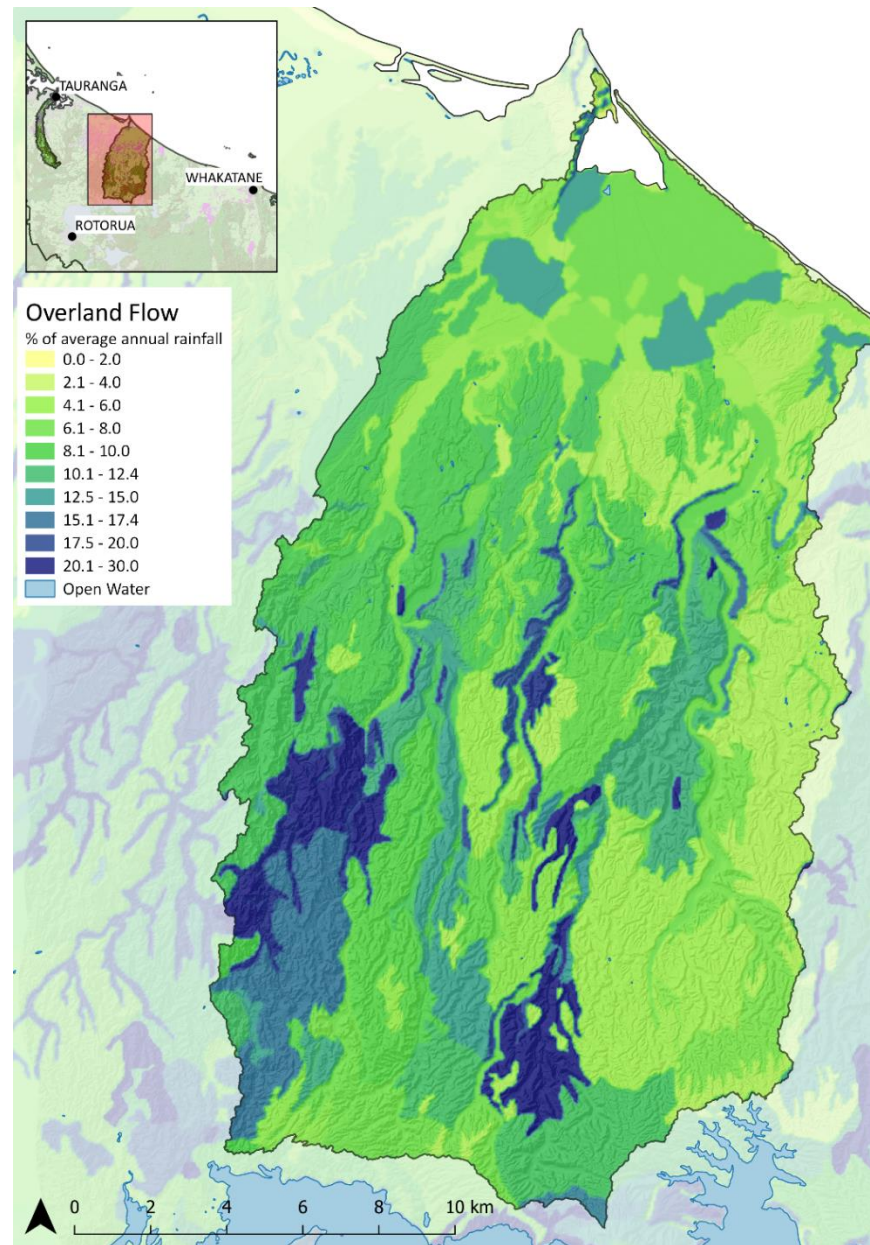 TAURANGA
WHAKATANE
ROTORUA
Overland Flow
% of average annual rainfall
0.0 - 2.0
2.1 - 4.0
4.1 - 6.0
6.1 - 8.0
8.1 - 10.0
10.1 - 12.4
12.5 - 15.0
15.1 - 17.4
17.5 - 20.0
20.1 - 30.0
Open Water
0 2 4 6 8 10 km